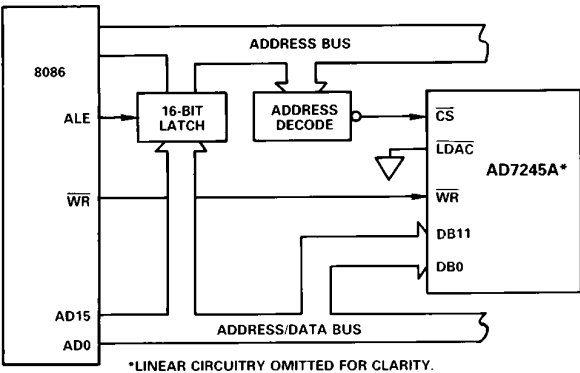 ADDRESS BUS
8086
ALE
16-BIT
LATCH
ADDRESS
DECODE
CS
LDAC
AD7245A*
WR
WR
DB11
DB0
AD15
ADDRESS/DATA BUS
AD0
*LINEAR CIRCUITRY OMITTED FOR CLARITY.